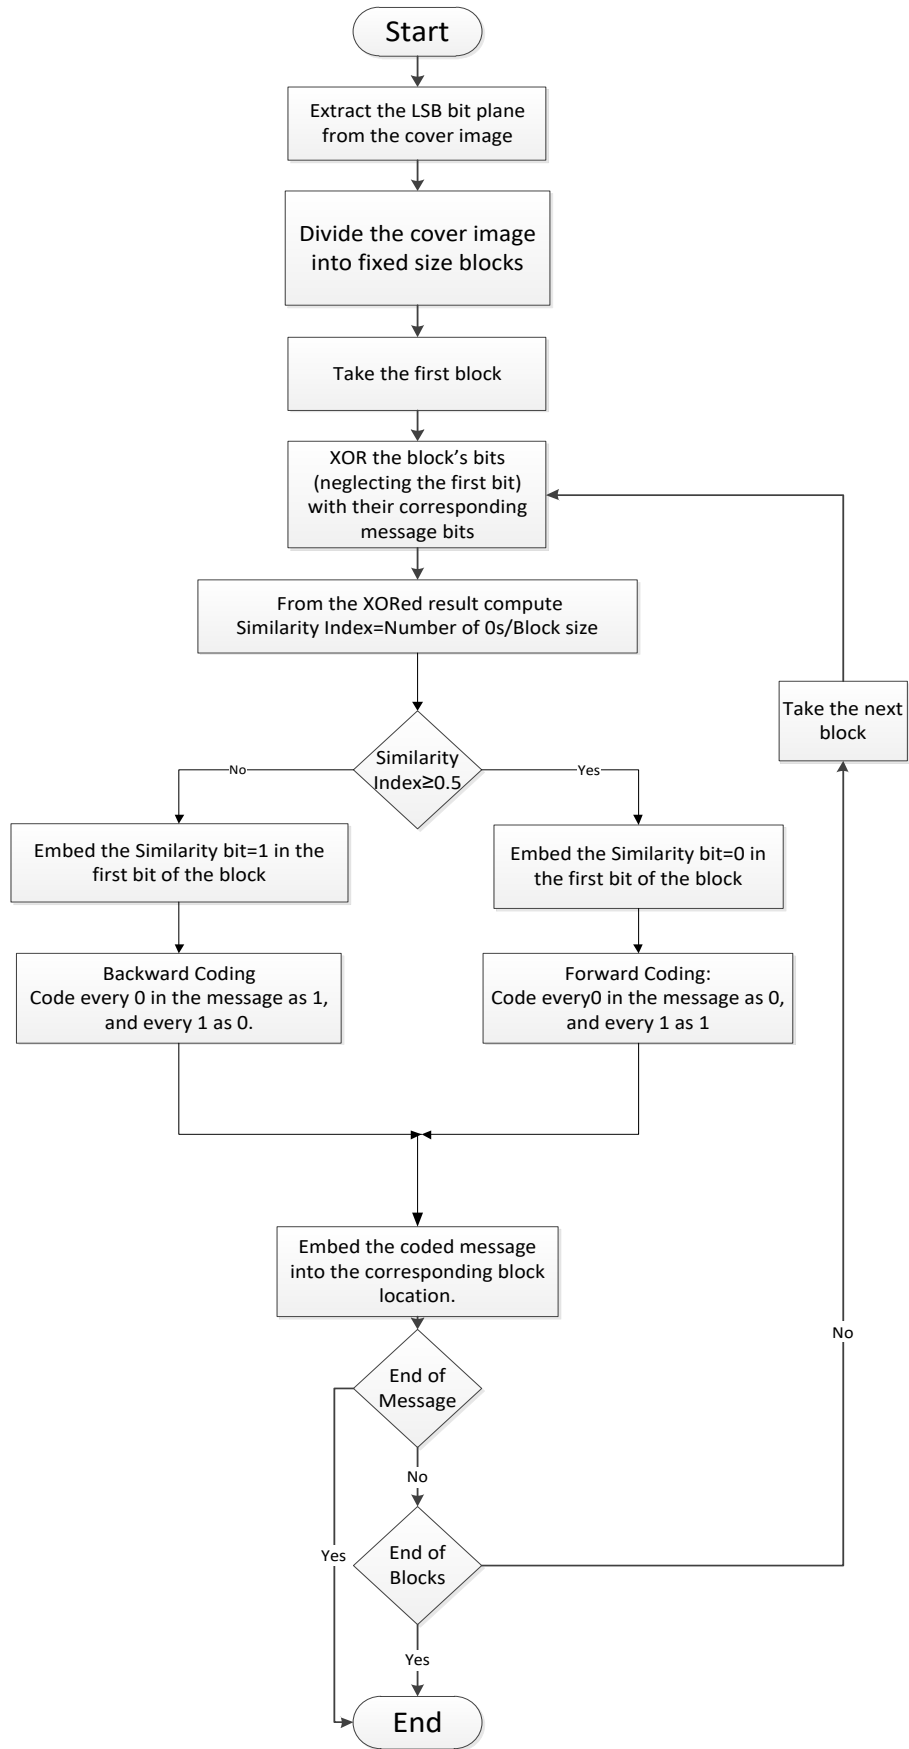 Start
Extract the LSB bit plane
from the cover image
Divide the cover image
into fixed size blocks
Take the first block
XOR the block's bits
(neglecting the first bit)
with their corresponding
message bits
From the XORed result compute
Similarity Index=Number of 0s/Block size
Take the next
block
Similarity
Index≥0.5
No
Yes
Embed the Similarity bit=1 in the
first bit of the block
Embed the Similarity bit=0 in
the first bit of the block
Backward Coding
Code every 0 in the message as 1,
and every 1 as 0.
Forward Coding:
Code every0 in the message as 0,
and every 1 as 1
Embed the coded message
into the corresponding block
location.
No
End of
Message
No
Yes
End of
Blocks
Yes
End